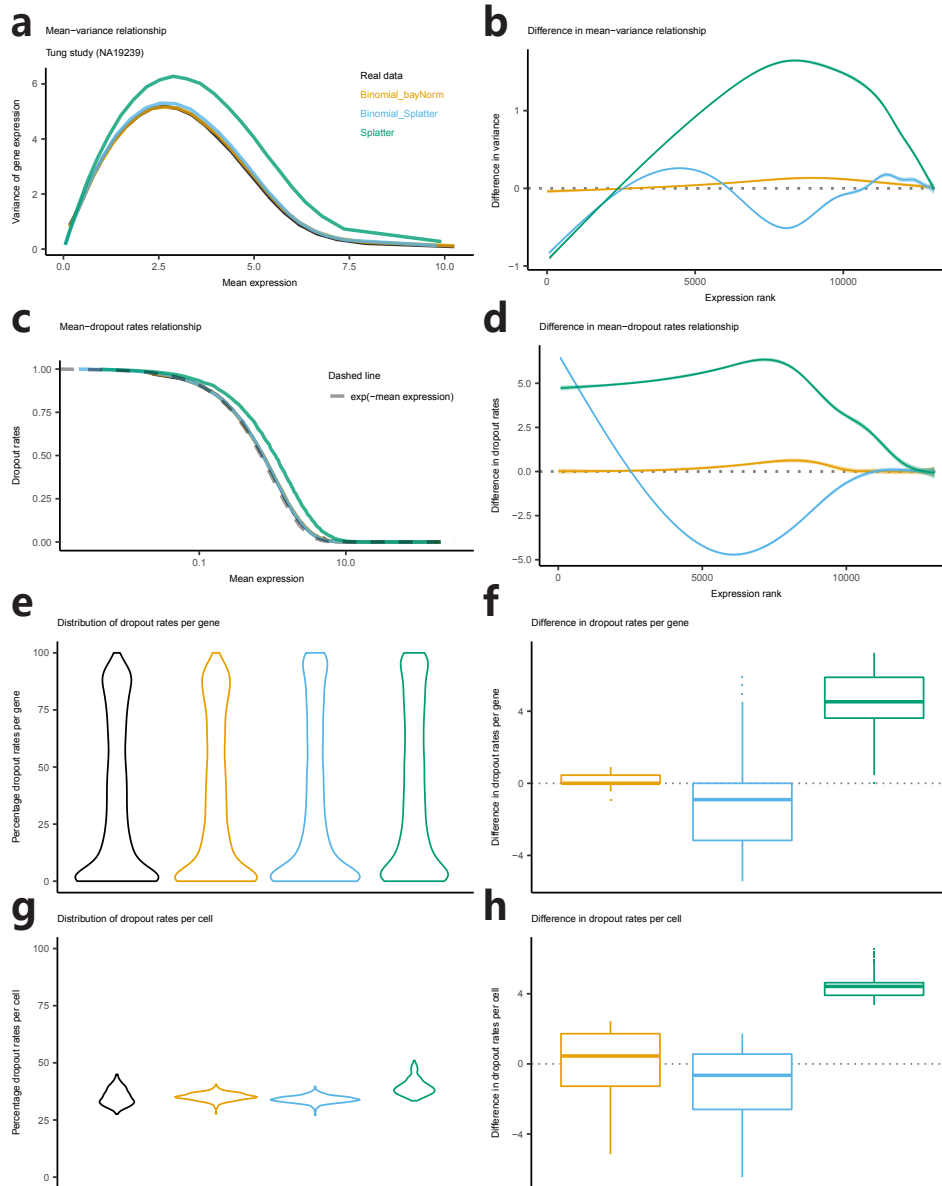 a
Mean−variance relationship
Tung study (NA19239)
Variance of gene expression
6
4
2
0
0.0
2.5
5.0
7.5
10.0
Mean expression
Real data
Binomial_bayNorm
Binomial_Splatter
Splatter
b
Difference in mean−variance relationship
Difference in variance
1
0
−1
5000
10000
Expression rank
c
Mean−dropout rates relationship
Dropout rates
1.00
0.75
0.50
0.25
0.00
0.1
10.0
Mean expression
Dashed line
exp(−mean expression)
d
Difference in mean−dropout rates relationship
Difference in dropout rates
5.0
2.5
0.0
−2.5
−5.0
0
5000
10000
Expression rank
e
Distribution of dropout rates per gene
Percentage dropout rates per gene
100
75
50
25
0
f
Difference in dropout rates per gene
Difference in dropout rates per gene
4
0
−4
g
Distribution of dropout rates per cell
Percentage dropout rates per cell
100
75
50
25
0
h
Difference in dropout rates per cell
Difference in dropout rates per cell
4
0
−4